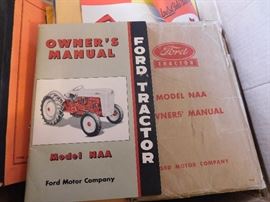 OWNER'S
MANUAL
Model NAA
Ford Motor Company
FORD TRACTOR
Ford
TRACTOR
MODEL NAA
OWNERS' MANUAL
FORD MOTOR COMPANY